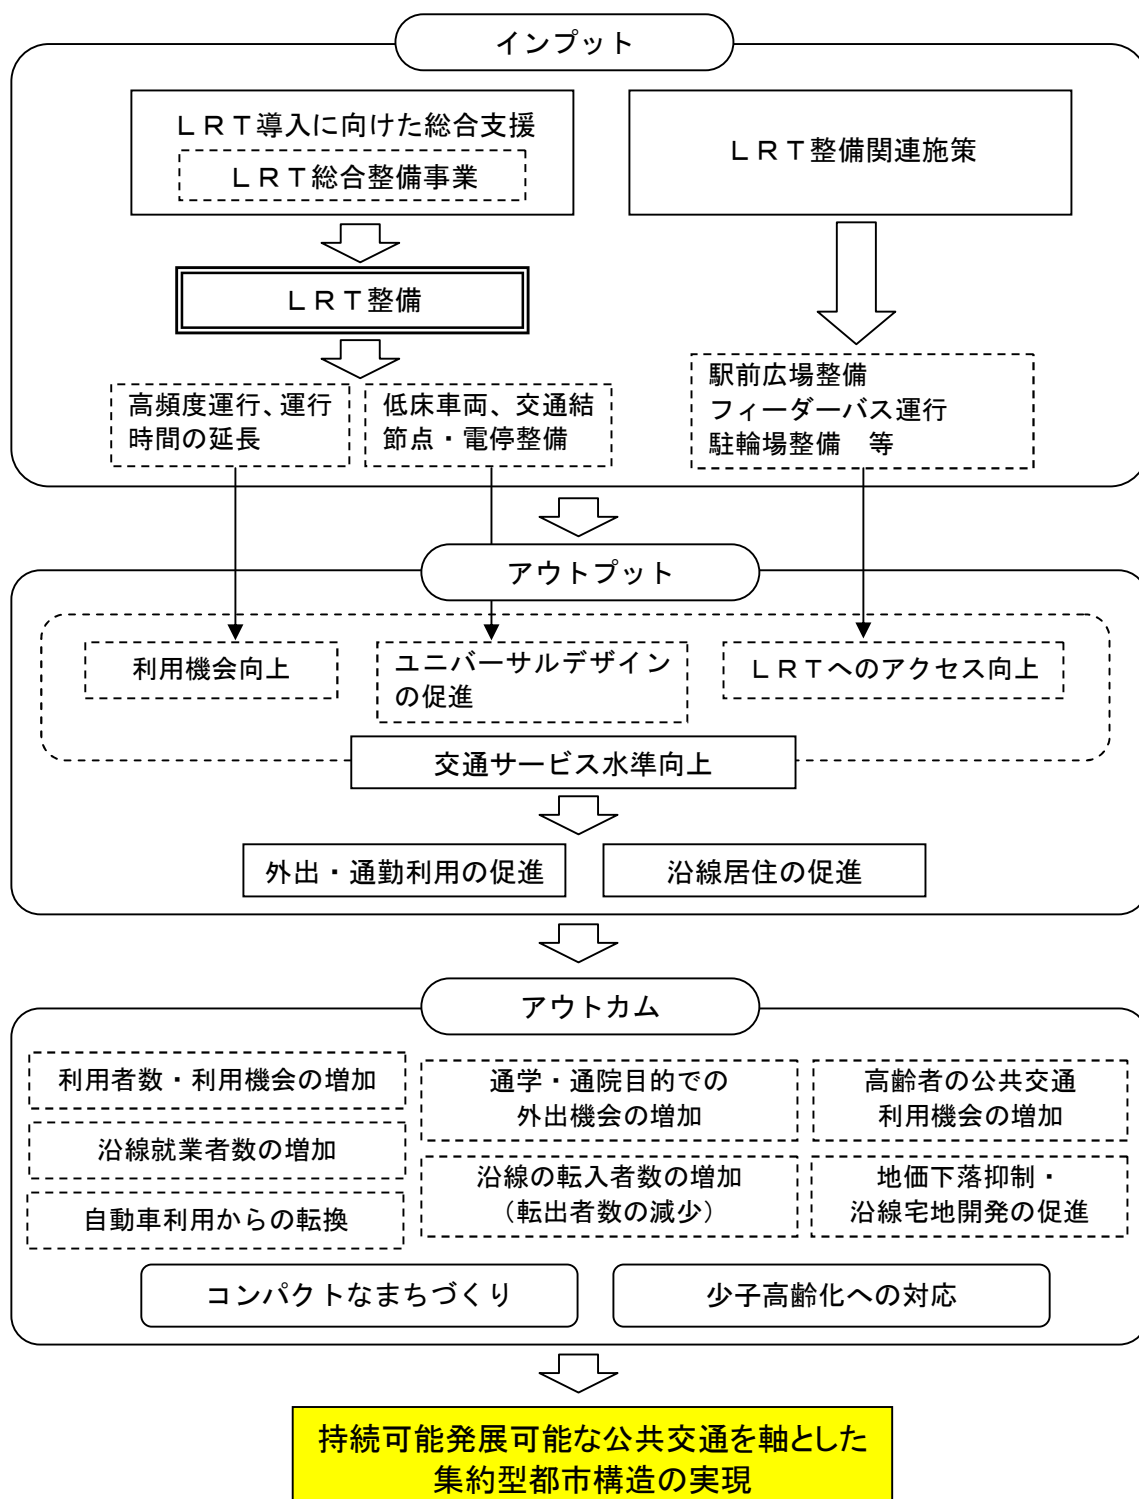 インプット
ＬＲＴ導入に向けた総合支援
ＬＲＴ総合整備事業
ＬＲＴ整備関連施策
ＬＲＴ整備
高頻度運行、運行
時間の延長
低床車両、交通結
節点・電停整備
駅前広場整備
フィーダーバス運行
駐輪場整備　等
アウトプット
利用機会向上
ユニバーサルデザイン
の促進
ＬＲＴへのアクセス向上
交通サービス水準向上
外出・通勤利用の促進
沿線居住の促進
アウトカム
利用者数・利用機会の増加
沿線就業者数の増加
自動車利用からの転換
通学・通院目的での
外出機会の増加
沿線の転入者数の増加
（転出者数の減少）
高齢者の公共交通
利用機会の増加
地価下落抑制・
沿線宅地開発の促進
コンパクトなまちづくり
少子高齢化への対応
持続可能発展可能な公共交通を軸とした
集約型都市構造の実現